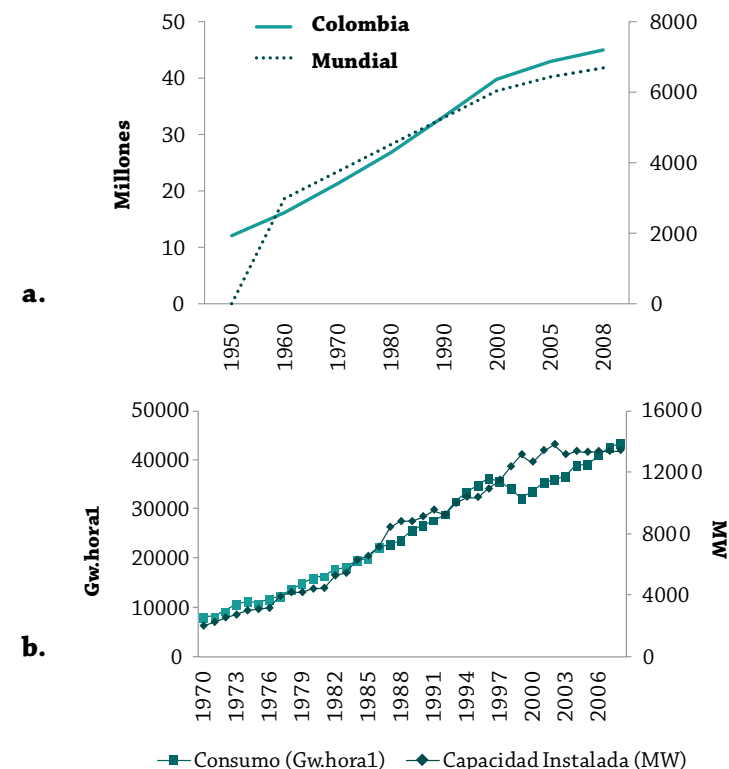 50
40
30
20
10
0
Millones
Colombia
Mundial
8000
6000
4000
2000
0
a.
1950 1960 1970 1980 1990 2000 2005 2008
50000
40000
30000
20000
10000
0
Gw.hora1
16000
12000
8000
4000
0
MW
b.
1970 1973 1976 1979 1982 1985 1988 1991 1994 1997 2000 2003 2006
Consumo (Gw.hora1) Capacidad Instalada (MW)